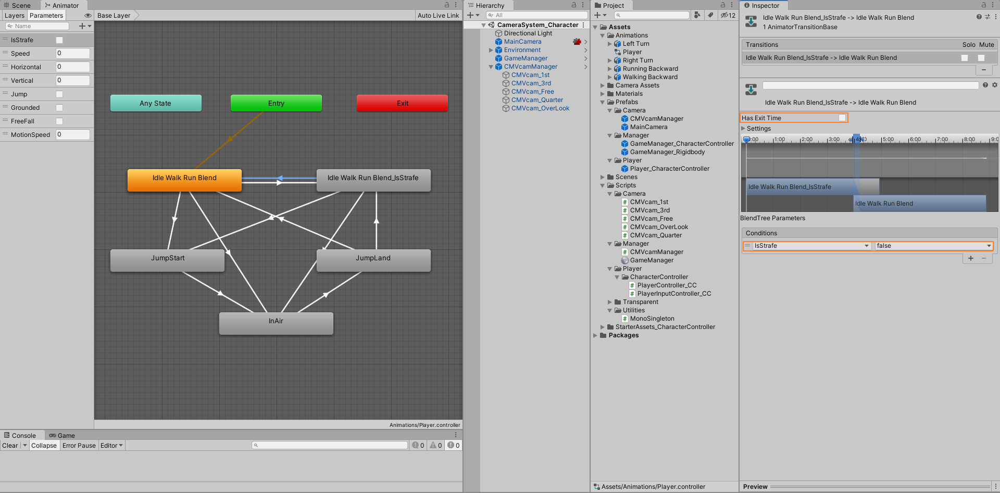 Scene
Animator
Layers
Parameters
Base Layer
Auto Live Link
Name
IsStrafe
Speed 0
Horizontal 0
Vertical 0
Jump
Grounded
FreeFall
MotionSpeed 0
Any State
Entry
Exit
Idle Walk Run Blend
Idle Walk Run Blend_IsStrafe
JumpStart
JumpLand
InAir
Animations/Player.controller
Console
Game
Clear
Collapse
Error Pause
Editor
0
0
0
Hierarchy
All
CameraSystem_Character
Directional Light
MainCamera
Environment
GameManager
CMVcamManager
CMVcam_1st
CMVcam_3rd
CMVcam_Free
CMVcam_Quarter
CMVcam_OverLook
Project
12
Assets
Animations
Left Turn
Player
Right Turn
Running Backward
Walking Backward
Camera Assets
Materials
Prefabs
Camera
CMVcamManager
MainCamera
Manager
GameManager_CharacterController
GameManager_Rigidbody
Player
Player_CharacterController
Scenes
Scripts
Camera
CMVcam_1st
CMVcam_3rd
CMVcam_Free
CMVcam_OverLook
CMVcam_Quarter
Manager
CMVcamManager
GameManager
Player
CharacterController
PlayerController_CC
PlayerInputController_CC
Transparent
Utilities
MonoSingleton
StarterAssets_CharacterController
Packages
Assets/Animations/Player.controller
Inspector
Idle Walk Run Blend_IsStrafe -> Idle Walk Run Blend
1 AnimatorTransitionBase
Transitions Solo Mute
Idle Walk Run Blend_IsStrafe -> Idle Walk Run Blend
Idle Walk Run Blend_IsStrafe -> Idle Walk Run Blend
Has Exit Time
Settings
:00 1:00 2:00 3:00 5:00 6:00 7:00 8:00 9:0
Idle Walk Run Blend_IsStrafe
Idle Walk Run Blend
BlendTree Parameters
Conditions
IsStrafe false
Preview